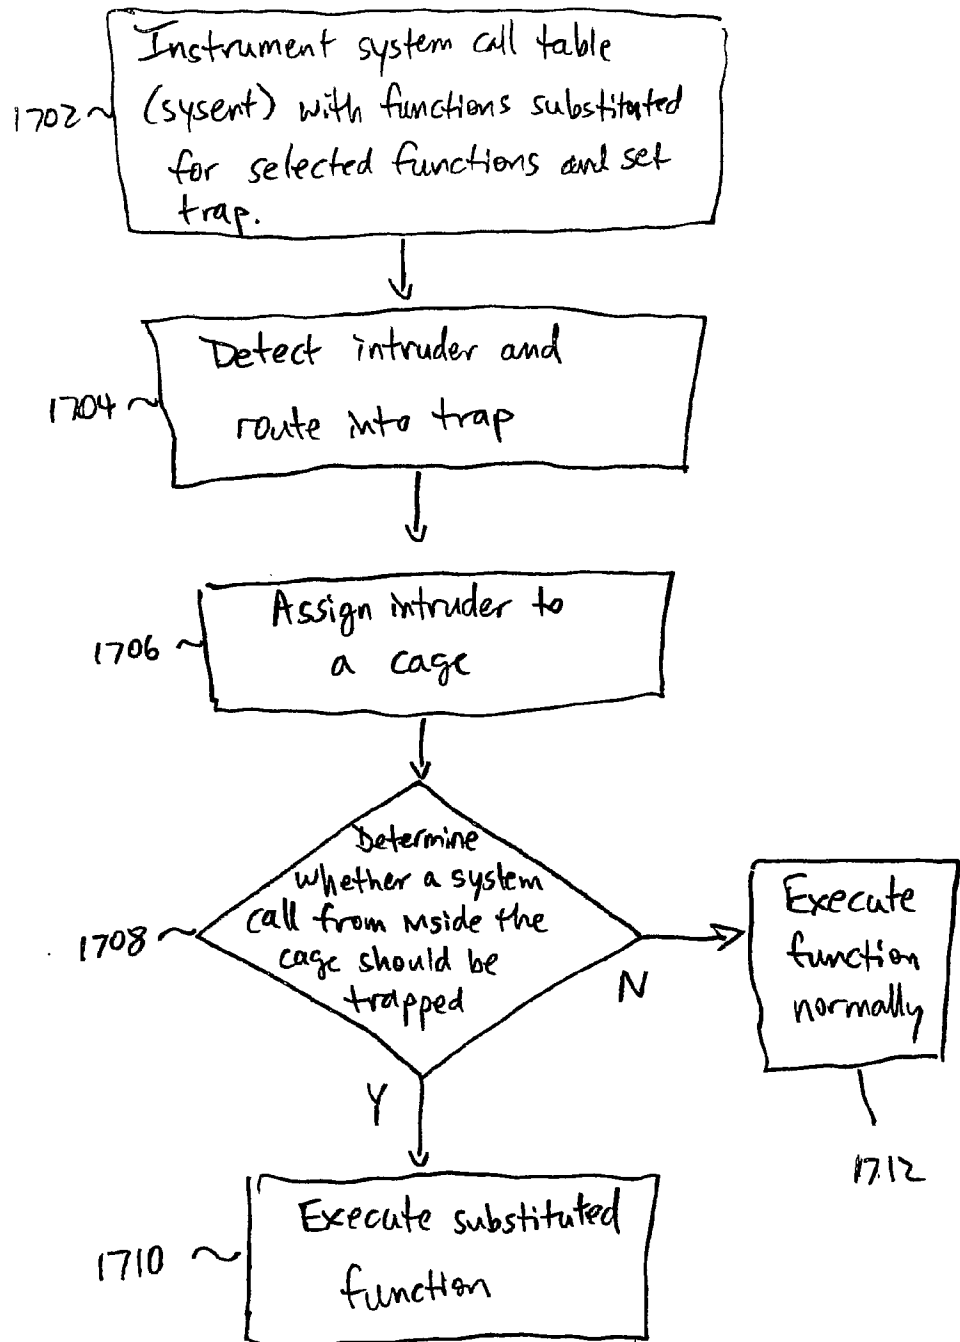 Instrument system call table
1702
(sysent) with functions substituted
for selected functions and set
trap.
Detect intruder and
1704
route into trap
Assign intruder to
1706
a cage
Determine
whether a system
1708
call from inside the
cage should be
trapped
N
Execute
function
normally
1712
Y
1710
Execute substituted
function